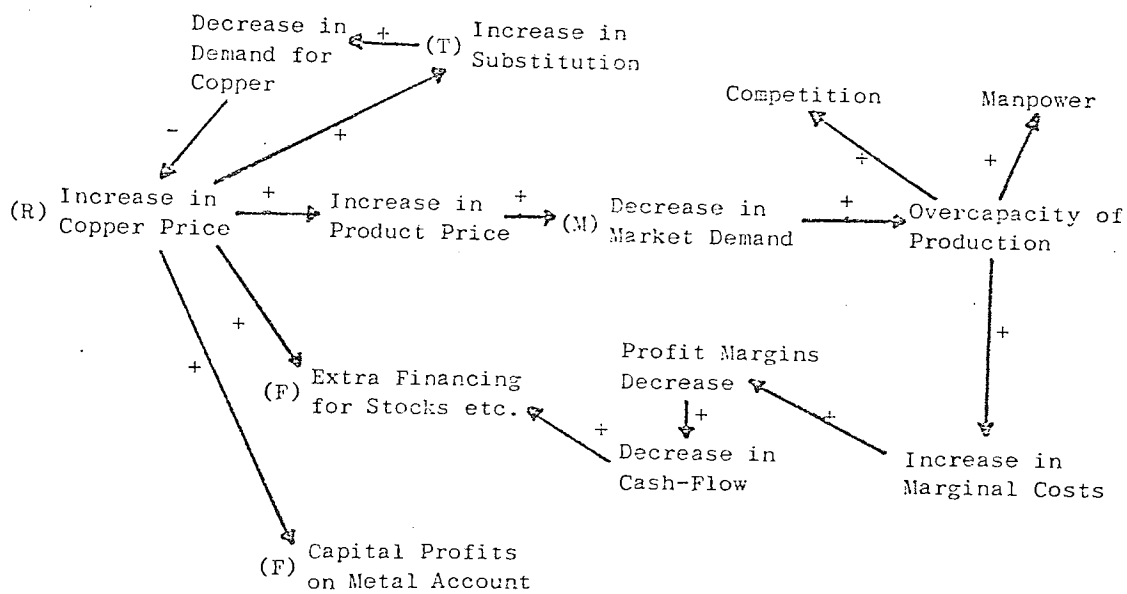 Decrease in
Demand for
Copper
+
(T)
Increase in
Substitution
-
+
Competition
Manpower
+
+
(R)
Increase in
Copper Price
+
Increase in
Product Price
+
(M)
Decrease in
Market Demand
+
Overcapacity of
Production
+
+
+
(F)
Extra Financing
for Stocks etc.
Profit Margins
Decrease
+
+
+
Decrease in
Cash-Flow
Increase in
Marginal Costs
(F)
Capital Profits
on Metal Account